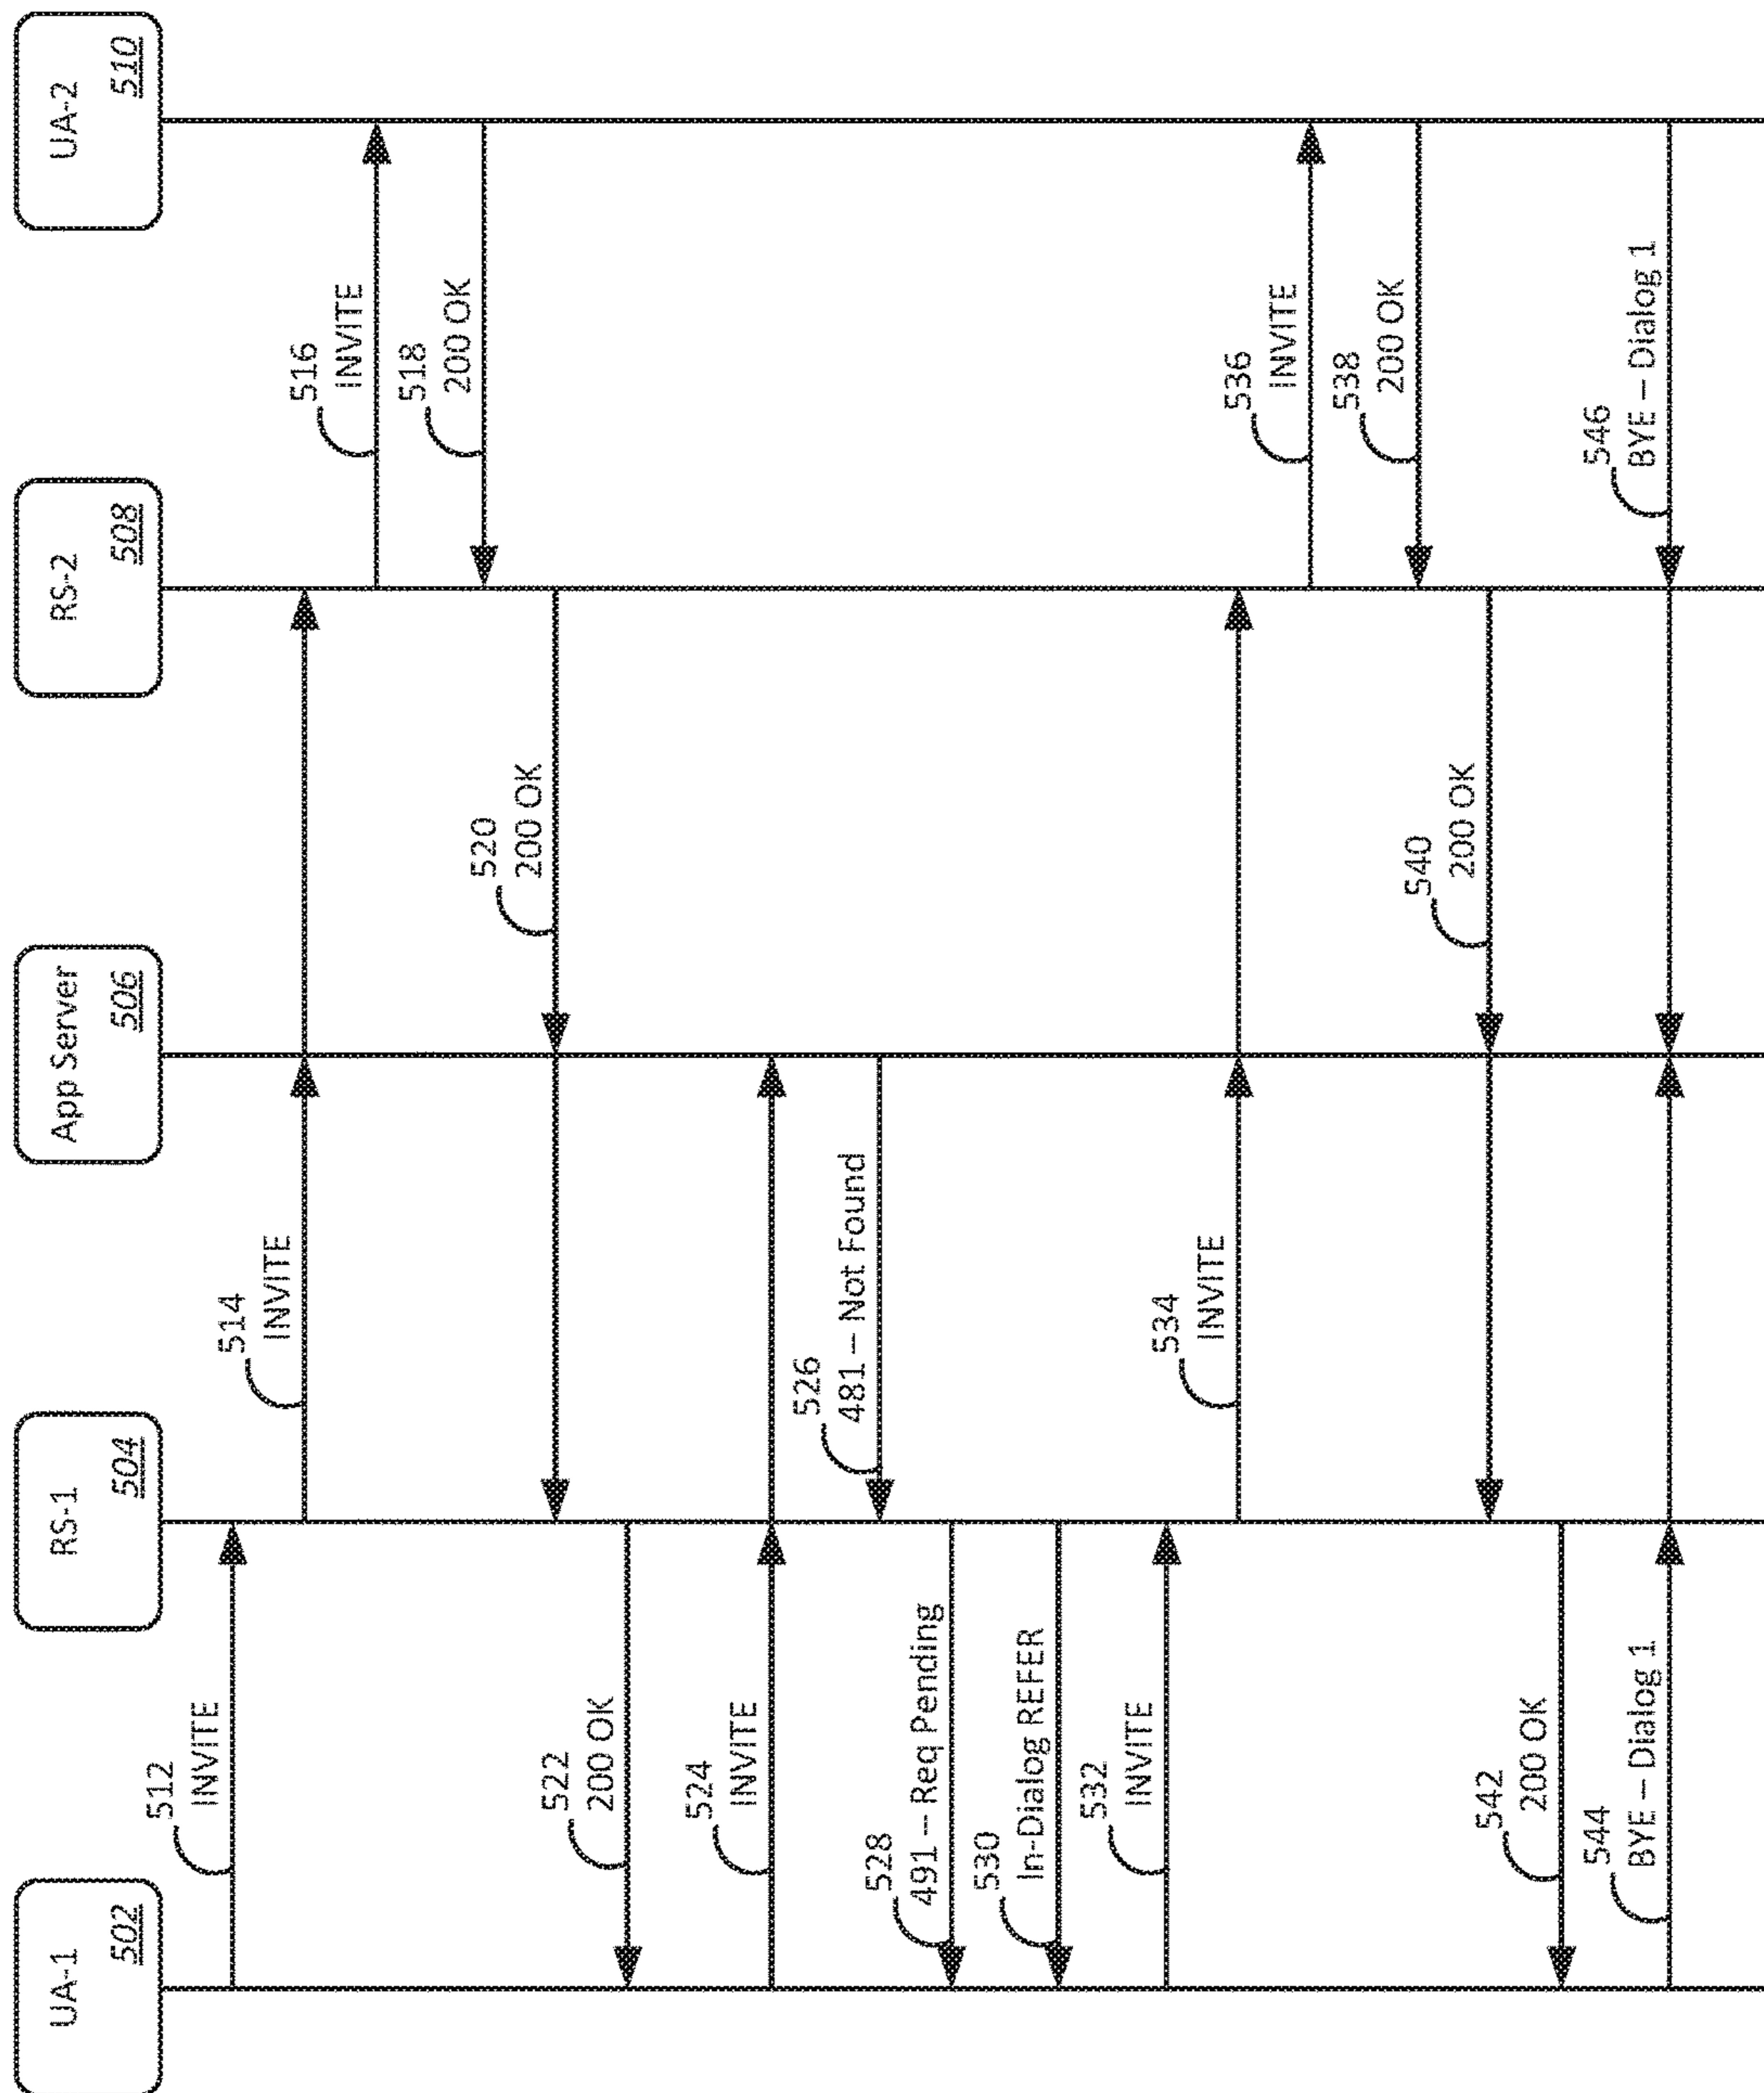 UA-1
502
RS-1
504
App Server
506
RS-2
508
UA-2
510
512
INVITE
514
INVITE
516
INVITE
518
200 OK
520
200 OK
522
200 OK
524
INVITE
526
481 – Not Found
528
491 – Req Pending
530
In-Dialog REFER
532
INVITE
534
INVITE
536
INVITE
538
200 OK
540
200 OK
542
200 OK
544
BYE – Dialog 1
546
BYE – Dialog 1